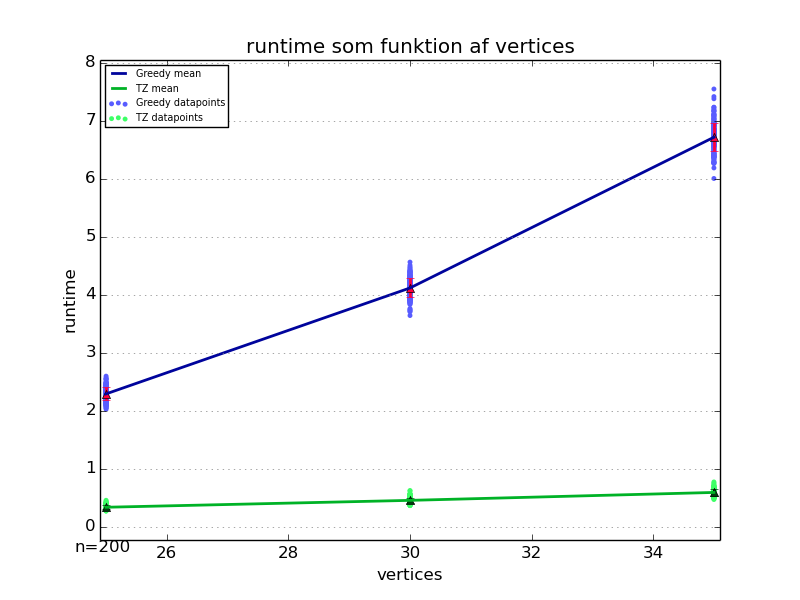 runtime som funktion af vertices
Greedy mean
TZ mean
Greedy datapoints
TZ datapoints
8
7
6
5
4
3
2
1
0
runtime
n=200
26
28
30
32
34
vertices